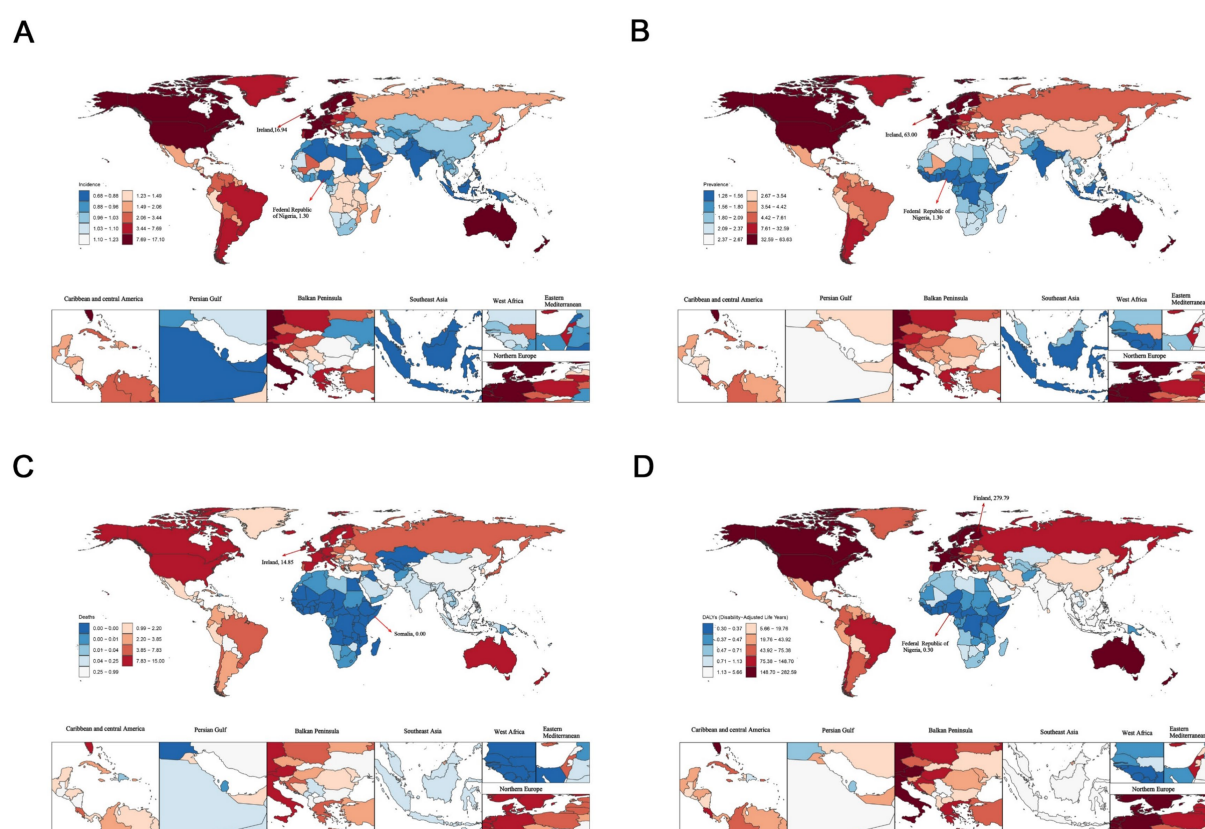 A
Ireland,16.94
Federal Republic
of Nigeria, 1.30
Incidence
0.65 – 0.85
0.85 – 0.96
0.96 – 1.03
1.03 – 1.10
1.10 – 1.23
1.23 – 1.49
1.49 – 2.06
2.06 – 3.44
3.44 – 7.69
7.69 – 17.10
Caribbean and central America
Persian Gulf
Balkan Peninsula
Southeast Asia
West Africa
Eastern
Mediterranean
Northern Europe
B
Ireland, 63.00
Federal Republic
of Nigeria, 1.30
Prevalence
1.56 – 1.80
1.80 – 2.09
2.09 – 2.37
2.37 – 2.67
2.67 – 3.54
3.54 – 4.42
4.42 – 7.61
7.61 – 32.59
32.59 – 63.63
Caribbean and central America
Persian Gulf
Balkan Peninsula
Southeast Asia
West Africa
Eastern
Mediterranean
Northern Europe
C
Ireland, 14.85
Somalia, 0.00
Deaths
0.00 – 0.00
0.00 – 0.01
0.01 – 0.04
0.04 – 0.25
0.25 – 0.99
0.99 – 2.20
2.20 – 3.85
3.85 – 7.83
7.83 – 15.00
Caribbean and central America
Persian Gulf
Balkan Peninsula
Southeast Asia
West Africa
Eastern
Mediterranean
Northern Europe
D
Finland, 279.79
Federal Republic of
Nigeria, 0.30
DALYs (Disability−Adjusted Life Years)
0.30 – 0.37
0.37 – 0.47
0.47 – 0.71
0.71 – 1.13
1.13 – 5.66
5.66 – 19.76
19.76 – 43.92
43.92 – 75.38
75.38 – 146.70
146.70 – 282.59
Caribbean and central America
Persian Gulf
Balkan Peninsula
Southeast Asia
West Africa
Eastern
Mediterranean
Northern Europe